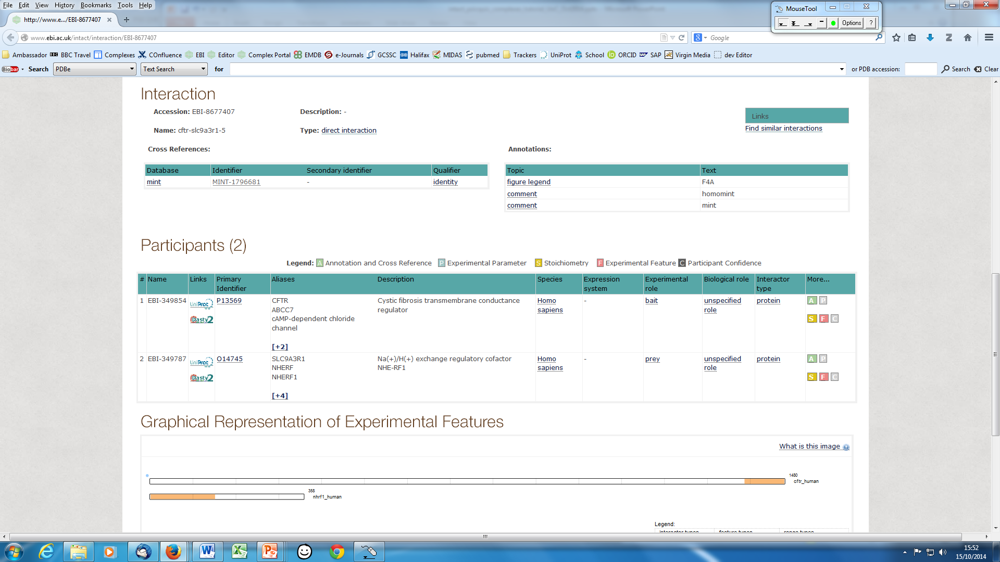 File Edit View History Bookmarks Tools Help
MouseTool
Options ?
http://www.e.../EBI-8677407
www.ebi.ac.uk/intact/interaction/EBI-8677407
Google
Ambassador BBC Travel Complexes COnfluence EBI Editor Complex Portal EMDB e-Journals GCSSC Halifax MIDAS pubmed Trackers UniProt School ORCID SAP Virgin Media dev Editor
Biobar Search PDBe Text Search for or PDB accession: Search Clear
Interaction
Accession: EBI-8677407 Description: -
Links
Name: cftr-slc9a3r1-5 Type: direct interaction
Find similar interactions
Cross References: Annotations:
Database Identifier Secondary identifier Qualifier
mint MINT-1796681 - identity
Topic Text
figure legend F4A
comment homomint
comment mint
Participants (2)
Legend: A Annotation and Cross Reference P Experimental Parameter S Stoichiometry F Experimental Feature C Participant Confidence
# Name Links Primary Identifier Aliases Description Species Expression system Experimental role Biological role Interactor type More...
1 EBI-349854 UniProt P13569 CFTR Cystic fibrosis transmembrane conductance Homo - bait unspecified protein A P
ABCC7 regulator sapiens role
Dasty2 cAMP-dependent chloride S F C
channel
[+2]
2 EBI-349787 UniProt O14745 SLC9A3R1 Na(+)/H(+) exchange regulatory cofactor Homo - prey unspecified protein A P
NHERF NHE-RF1 sapiens role
Dasty2 NHERF1 S F C
[+4]
Graphical Representation of Experimental Features
What is this image
1480
cftr_human
358
nhrf1_human
Legend:
interactor types feature types range types
15:52
15/10/2014